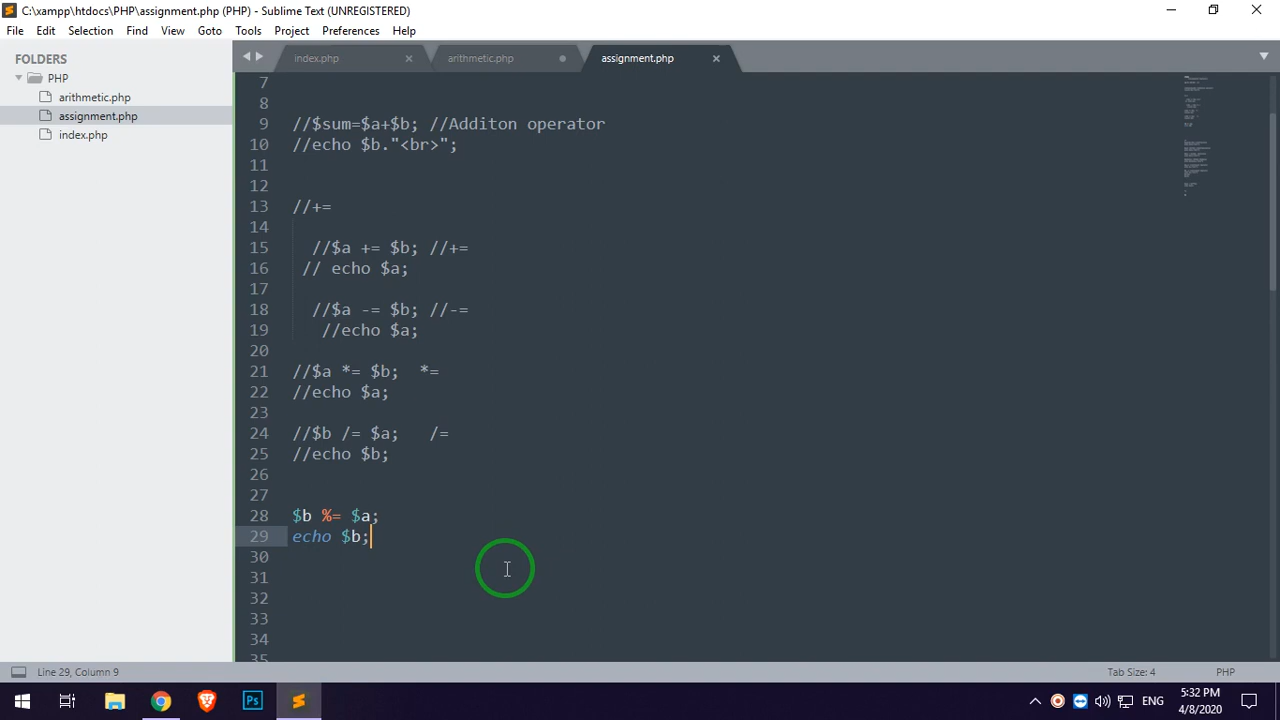 C:\xampp\htdocs\PHP\assignment.php (PHP) - Sublime Text (UNREGISTERED)
File Edit Selection Find View Goto Tools Project Preferences Help
FOLDERS
PHP
arithmetic.php
assignment.php
index.php
index.php arithmetic.php assignment.php
7
8
9 //$sum=$a+$b; //Additon operator
10 //echo $b."<br>";
11
12
13 //+=
14
15 //$a += $b; //+=
16 // echo $a;
17
18 //$a -= $b; //-=
19 //echo $a;
20
21 //$a *= $b;  *=
22 //echo $a;
23
24 //$b /= $a;   /=
25 //echo $b;
26
27
28 $b %= $a;
29 echo $b;
30
31
32
33
34
35
Line 29, Column 9 Tab Size: 4 PHP
Ps
ENG
5:32 PM
4/8/2020